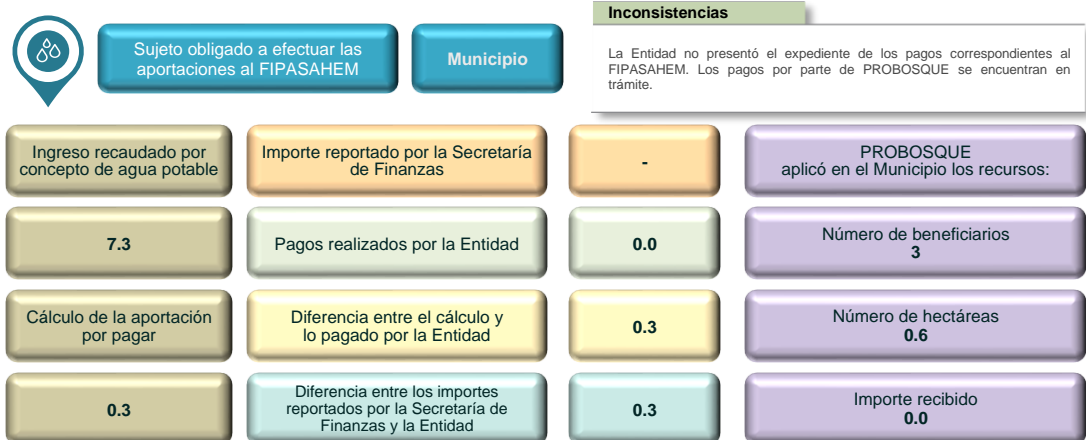 Sujeto obligado a efectuar las
aportaciones al FIPASAHEM
Municipio
Inconsistencias
La Entidad no presentó el expediente de los pagos correspondientes al
FIPASAHEM. Los pagos por parte de PROBOSQUE se encuentran en
trámite.
Ingreso recaudado por
concepto de agua potable
Importe reportado por la Secretaría
de Finanzas
-
PROBOSQUE
aplicó en el Municipio los recursos:
7.3
Pagos realizados por la Entidad
0.0
Número de beneficiarios
3
Cálculo de la aportación
por pagar
Diferencia entre el cálculo y
lo pagado por la Entidad
0.3
Número de hectáreas
0.6
0.3
Diferencia entre los importes
reportados por la Secretaría de
Finanzas y la Entidad
0.3
Importe recibido
0.0